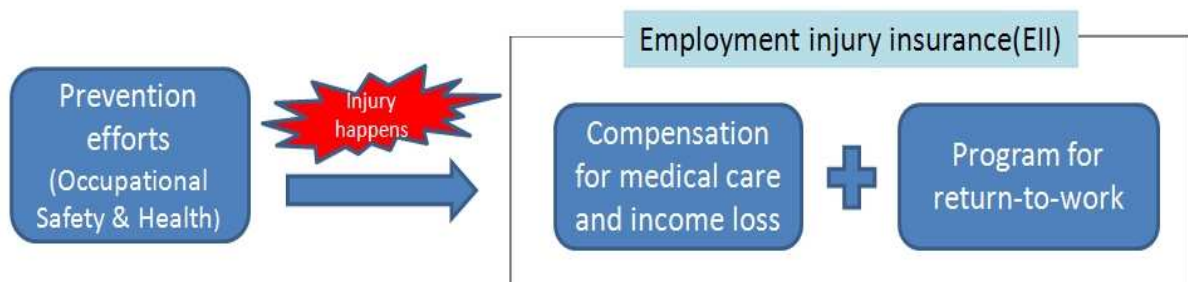 Prevention
efforts
(Occupational
Safety & Health)
Injury
happens
Employment injury insurance(EII)
Compensation
for medical care
and income loss
Program for
return-to-work